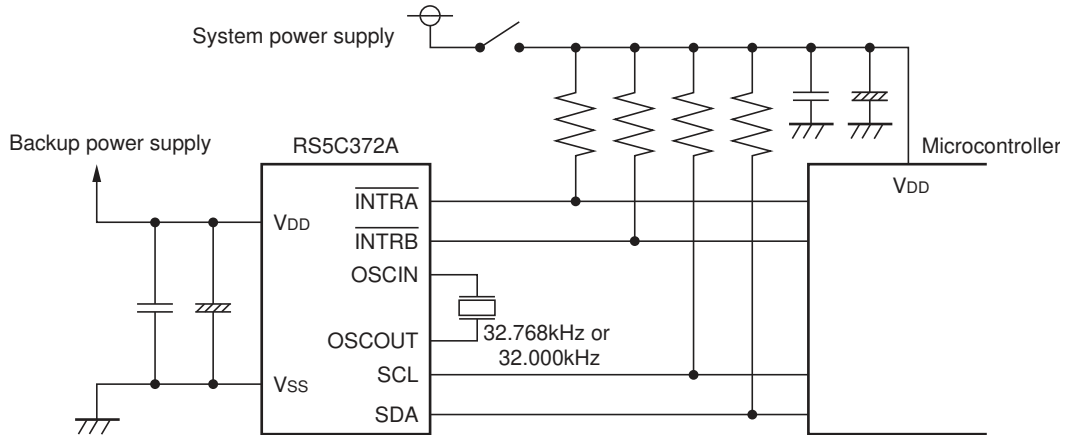 System power supply
Backup power supply
RS5C372A
Microcontroller
VDD
INTRA
VDD
INTRB
OSCIN
OSCOUT
32.768kHz or
32.000kHz
SCL
VSS
SDA